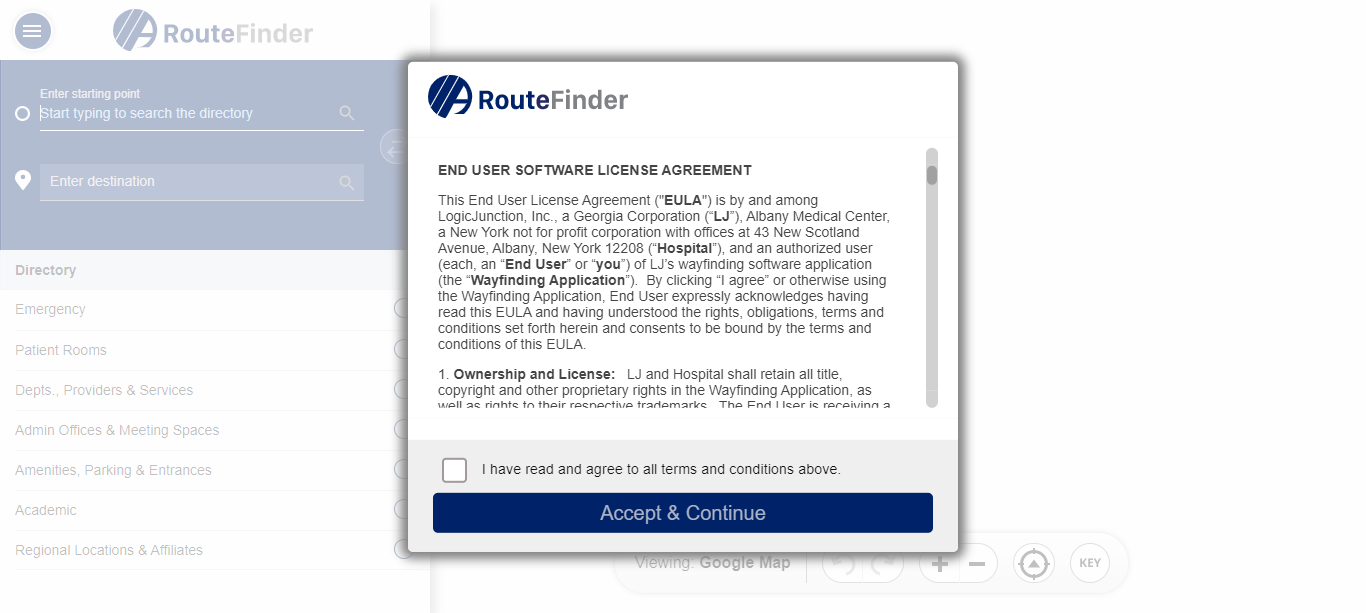 RouteFinder
Enter starting point
Start typing to search the directory
Enter destination
Directory
Emergency
Patient Rooms
Depts., Providers & Services
Admin Offices & Meeting Spaces
Amenities, Parking & Entrances
Academic
Regional Locations & Affiliates
RouteFinder
END USER SOFTWARE LICENSE AGREEMENT
This End User License Agreement ("EULA") is by and among
LogicJunction, Inc., a Georgia Corporation (“LJ”), Albany Medical Center,
a New York not for profit corporation with offices at 43 New Scotland
Avenue, Albany, New York 12208 (“Hospital”), and an authorized user
(each, an “End User” or “you”) of LJ’s wayfinding software application
(the “Wayfinding Application”).  By clicking “I agree” or otherwise using
the Wayfinding Application, End User expressly acknowledges having
read this EULA and having understood the rights, obligations, terms and
conditions set forth herein and consents to be bound by the terms and
conditions of this EULA.
1. Ownership and License:   LJ and Hospital shall retain all title,
copyright and other proprietary rights in the Wayfinding Application, as
well as rights to their respective trademarks.  The End User is receiving a
I have read and agree to all terms and conditions above.
Accept & Continue
Viewing: Google Map
KEY